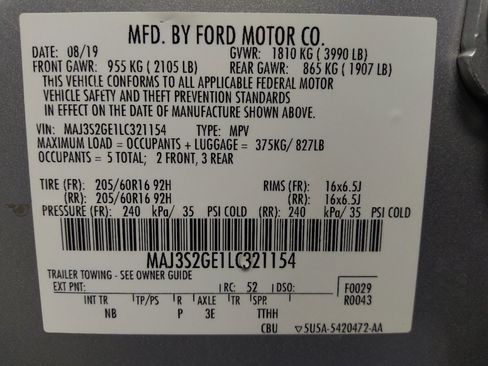 MFD. BY FORD MOTOR CO.
DATE: 08/19 GVWR: 1810 KG (3990 LB)
FRONT GAWR: 955 KG (2105 LB) REAR GAWR: 865 KG (1907 LB)
THIS VEHICLE CONFORMS TO ALL APPLICABLE FEDERAL MOTOR
VEHICLE SAFETY AND THEFT PREVENTION STANDARDS
IN EFFECT ON THE DATE OF MANUFACTURE SHOWN ABOVE.
VIN: MAJ3S2GE1LC321154 TYPE: MPV
MAXIMUM LOAD = OCCUPANTS + LUGGAGE = 375KG/ 827LB
OCCUPANTS = 5 TOTAL; 2 FRONT, 3 REAR
TIRE (FR): 205/60R16 92H RIMS (FR): 16x6.5J
(RR): 205/60R16 92H (RR): 16x6.5J
PRESSURE (FR): 240 kPa/ 35 PSI COLD (RR): 240 kPa/ 35 PSI COLD
MAJ3S2GE1LC321154
TRAILER TOWING - SEE OWNER GUIDE
EXT PNT: RC: 52 DSO: F0029
INT TR TP/PS R AXLE TR SPR R0043
NB P 3E TTHH
CBU ▽5U5A-5420472-AA